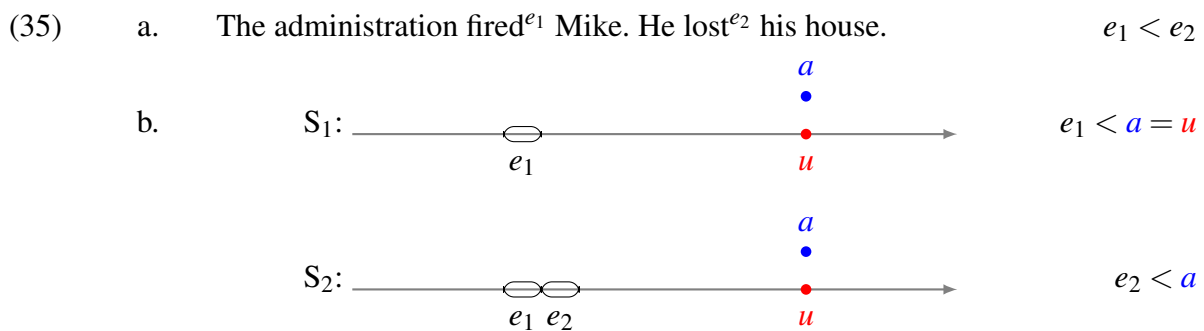 (35) a. The administration fired^{e₁} Mike. He lost^{e₂} his house. e₁ < e₂
a
b. S₁: e₁ < a = u
e₁ u
a
S₂: e₂ < a
e₁ e₂ u